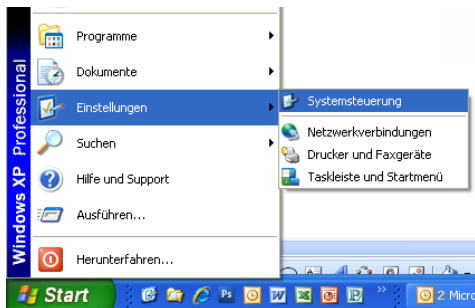 Windows XP Professional
Programme
Dokumente
Einstellungen
Systemsteuerung
Netzwerkverbindungen
Drucker und Faxgeräte
Taskleiste und Startmenü
Suchen
Hilfe und Support
Ausführen...
Herunterfahren...
Start
2 Micro